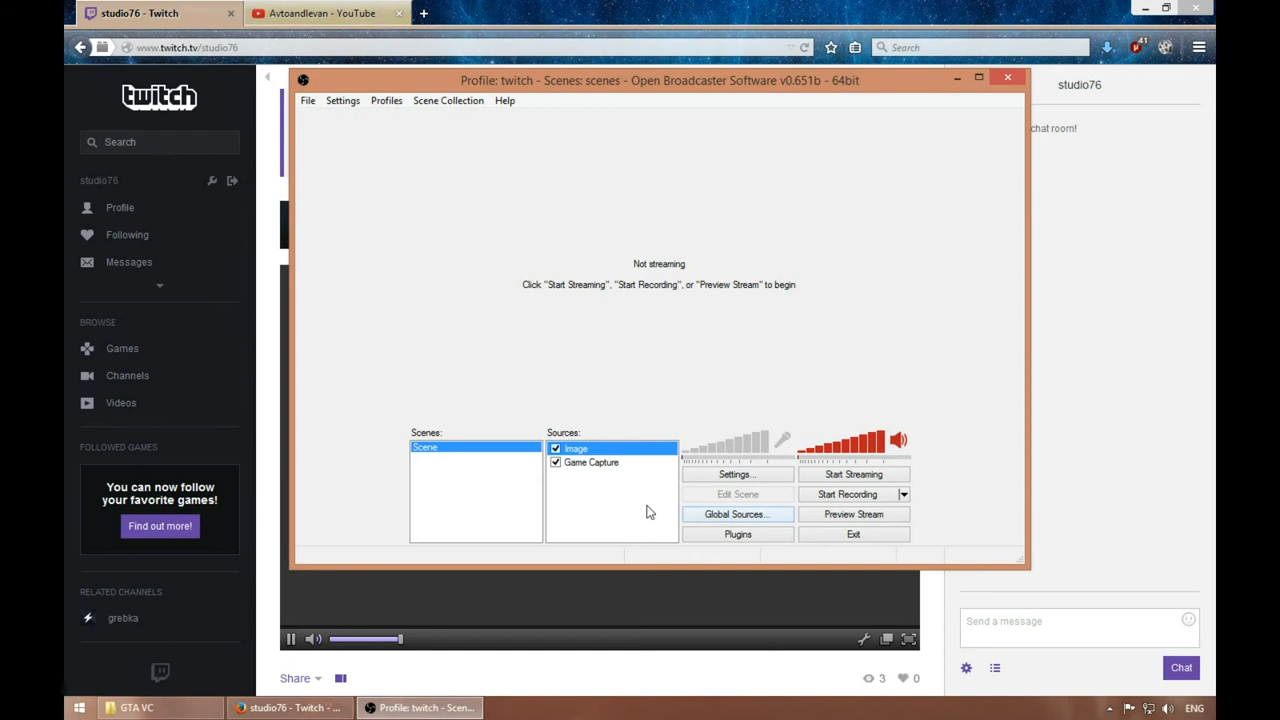 studio76 - Twitch
Avtoandlevan - YouTube
www.twitch.tv/studio76
Search
41
twitch
Search
studio76
Profile
Following
Messages
BROWSE
Games
Channels
Videos
FOLLOWED GAMES
You can now follow
your favorite games!
Find out more!
RELATED CHANNELS
grebka
Profile: twitch - Scenes: scenes - Open Broadcaster Software v0.651b - 64bit
File
Settings
Profiles
Scene Collection
Help
Not streaming
Click "Start Streaming", "Start Recording", or "Preview Stream" to begin
Scenes:
Scene
Sources:
Image
Game Capture
Settings...
Start Streaming
Edit Scene
Start Recording
Global Sources...
Preview Stream
Plugins
Exit
Share
3
0
studio76
chat room!
Send a message
Chat
GTA VC
studio76 - Twitch - ...
Profile: twitch - Scen...
ENG